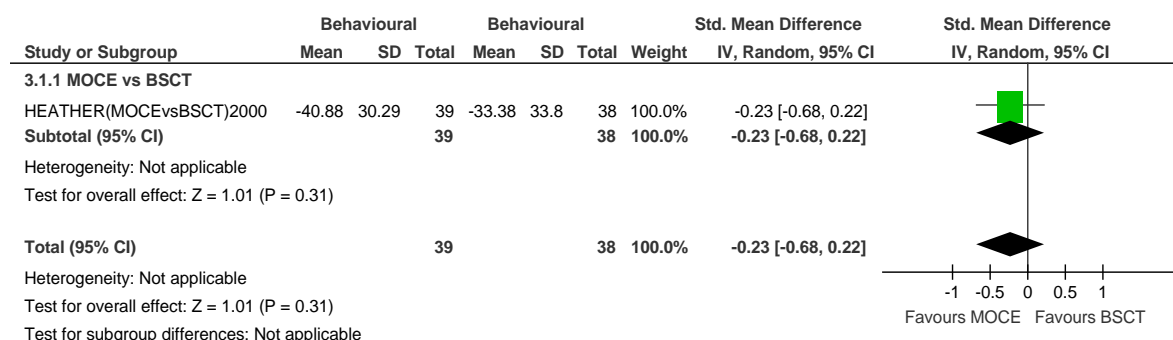 Behavioural Behavioural Std. Mean Difference Std. Mean Difference
Study or Subgroup Mean SD Total Mean SD Total Weight IV, Random, 95% CI IV, Random, 95% CI
3.1.1 MOCE vs BSCT
HEATHER(MOCEvsBSCT)2000 -40.88 30.29 39 -33.38 33.8 38 100.0% -0.23 [-0.68, 0.22]
Subtotal (95% CI) 39 38 100.0% -0.23 [-0.68, 0.22]
Heterogeneity: Not applicable
Test for overall effect: Z = 1.01 (P = 0.31)
Total (95% CI) 39 38 100.0% -0.23 [-0.68, 0.22]
Heterogeneity: Not applicable
Test for overall effect: Z = 1.01 (P = 0.31)
Test for subgroup differences: Not applicable
-1 -0.5 0 0.5 1
Favours MOCE Favours BSCT